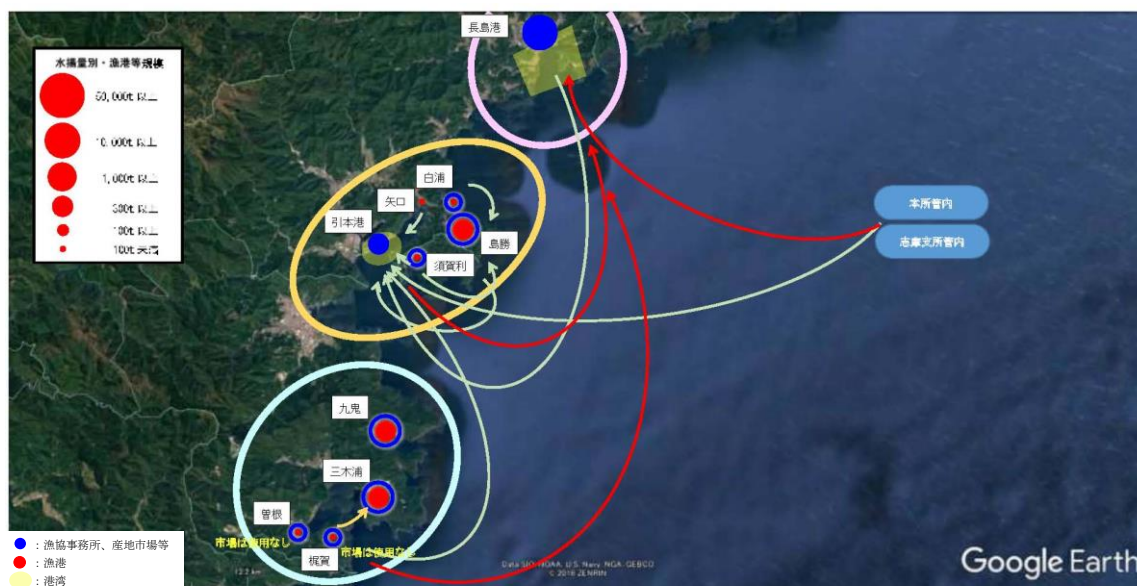 長島港
水揚量別・漁港等規模
50,000t 以上
10,000t 以上
1,000t 以上
500t 以上
100t 以上
100t 未満
白浦
矢口
引本港
島勝
須賀利
本所管内
志摩支所管内
九鬼
三木浦
曽根
市場は使用なし
梶賀
市場は使用なし
●：漁協事務所、産地市場等
●：漁港
：港湾
Data SIO, NOAA, U.S. Navy, NGA, GEBCO
© 2018 ZENRIN
Google Earth